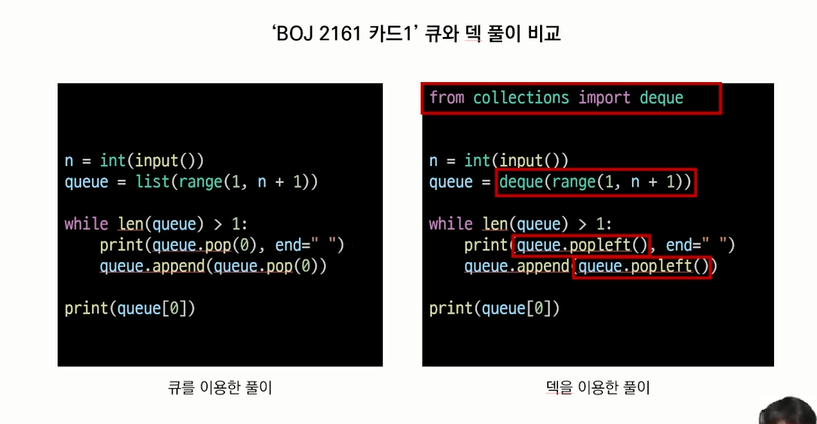 ‘BOJ 2161 카드1’ 큐와 덱 풀이 비교
n = int(input())
queue = list(range(1, n + 1))
while len(queue) > 1:
    print(queue.pop(0), end=" ")
    queue.append(queue.pop(0))
print(queue[0])
큐를 이용한 풀이
from collections import deque
n = int(input())
queue = deque(range(1, n + 1))
while len(queue) > 1:
    print(queue.popleft(), end=" ")
    queue.append(queue.popleft())
print(queue[0])
덱을 이용한 풀이